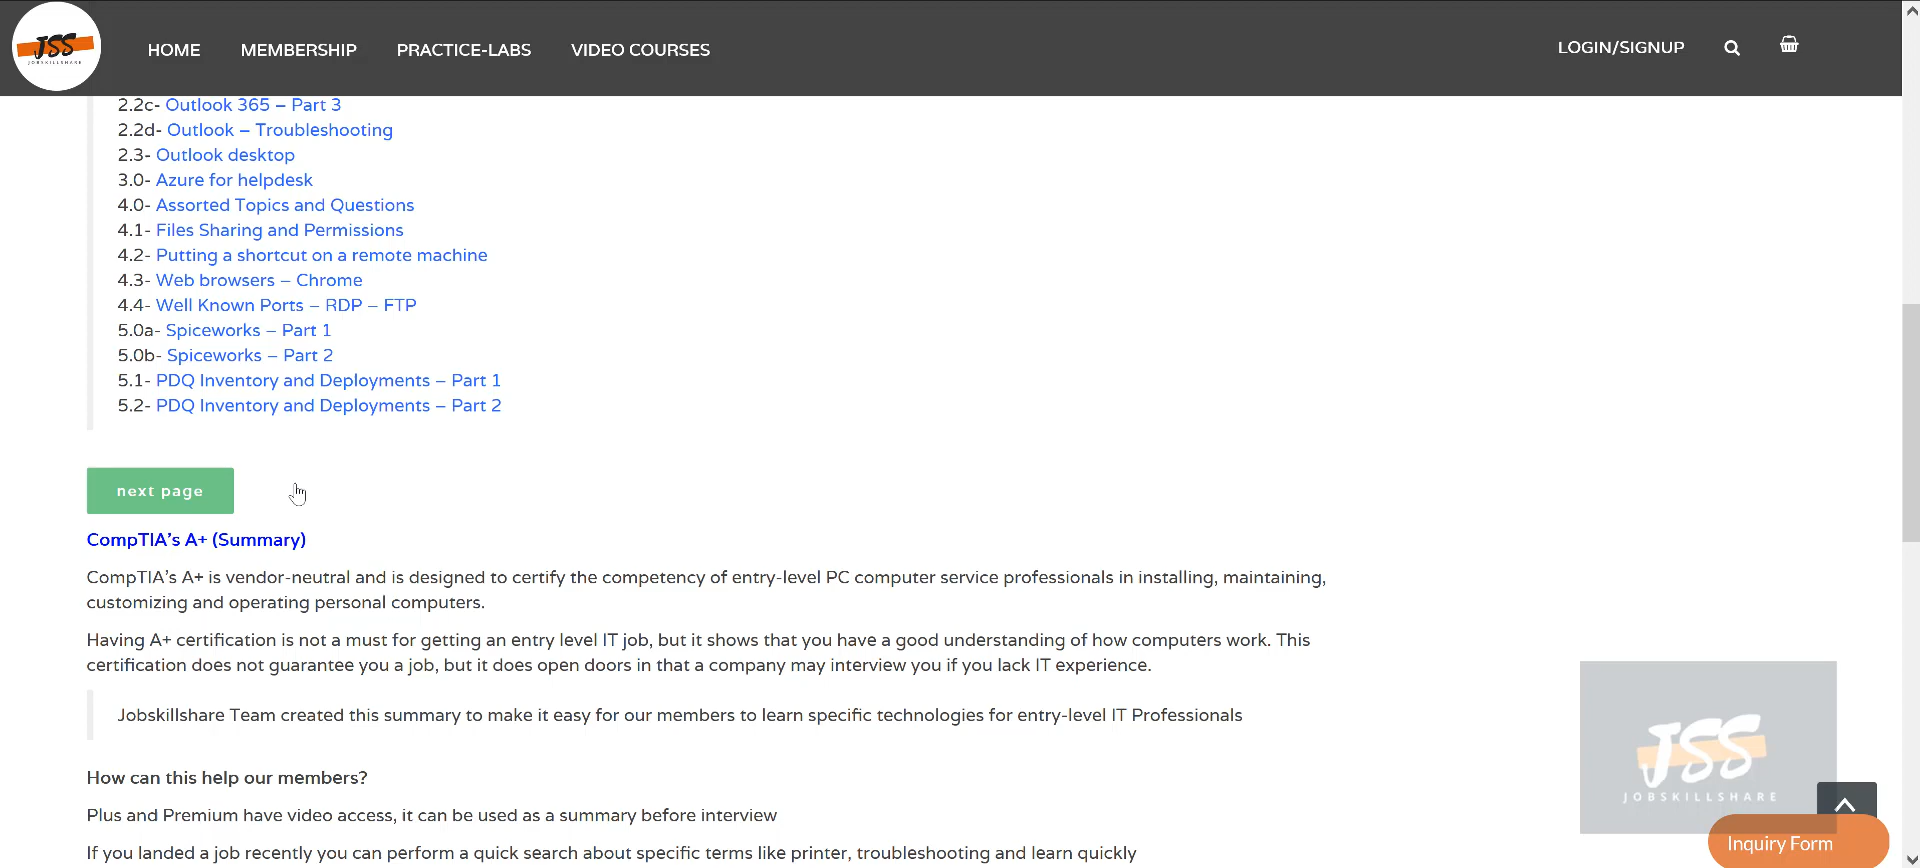 JSS
JOBSKILLSHARE
HOME
MEMBERSHIP
PRACTICE-LABS
VIDEO COURSES
LOGIN/SIGNUP
2.2c- Outlook 365 – Part 3
2.2d- Outlook – Troubleshooting
2.3- Outlook desktop
3.0- Azure for helpdesk
4.0- Assorted Topics and Questions
4.1- Files Sharing and Permissions
4.2- Putting a shortcut on a remote machine
4.3- Web browsers – Chrome
4.4- Well Known Ports – RDP – FTP
5.0a- Spiceworks – Part 1
5.0b- Spiceworks – Part 2
5.1- PDQ Inventory and Deployments – Part 1
5.2- PDQ Inventory and Deployments – Part 2
next page
CompTIA’s A+ (Summary)
CompTIA’s A+ is vendor-neutral and is designed to certify the competency of entry-level PC computer service professionals in installing, maintaining,
customizing and operating personal computers.
Having A+ certification is not a must for getting an entry level IT job, but it shows that you have a good understanding of how computers work. This
certification does not guarantee you a job, but it does open doors in that a company may interview you if you lack IT experience.
Jobskillshare Team created this summary to make it easy for our members to learn specific technologies for entry-level IT Professionals
How can this help our members?
Plus and Premium have video access, it can be used as a summary before interview
If you landed a job recently you can perform a quick search about specific terms like printer, troubleshooting and learn quickly
JSS
JOBSKILLSHARE
Inquiry Form